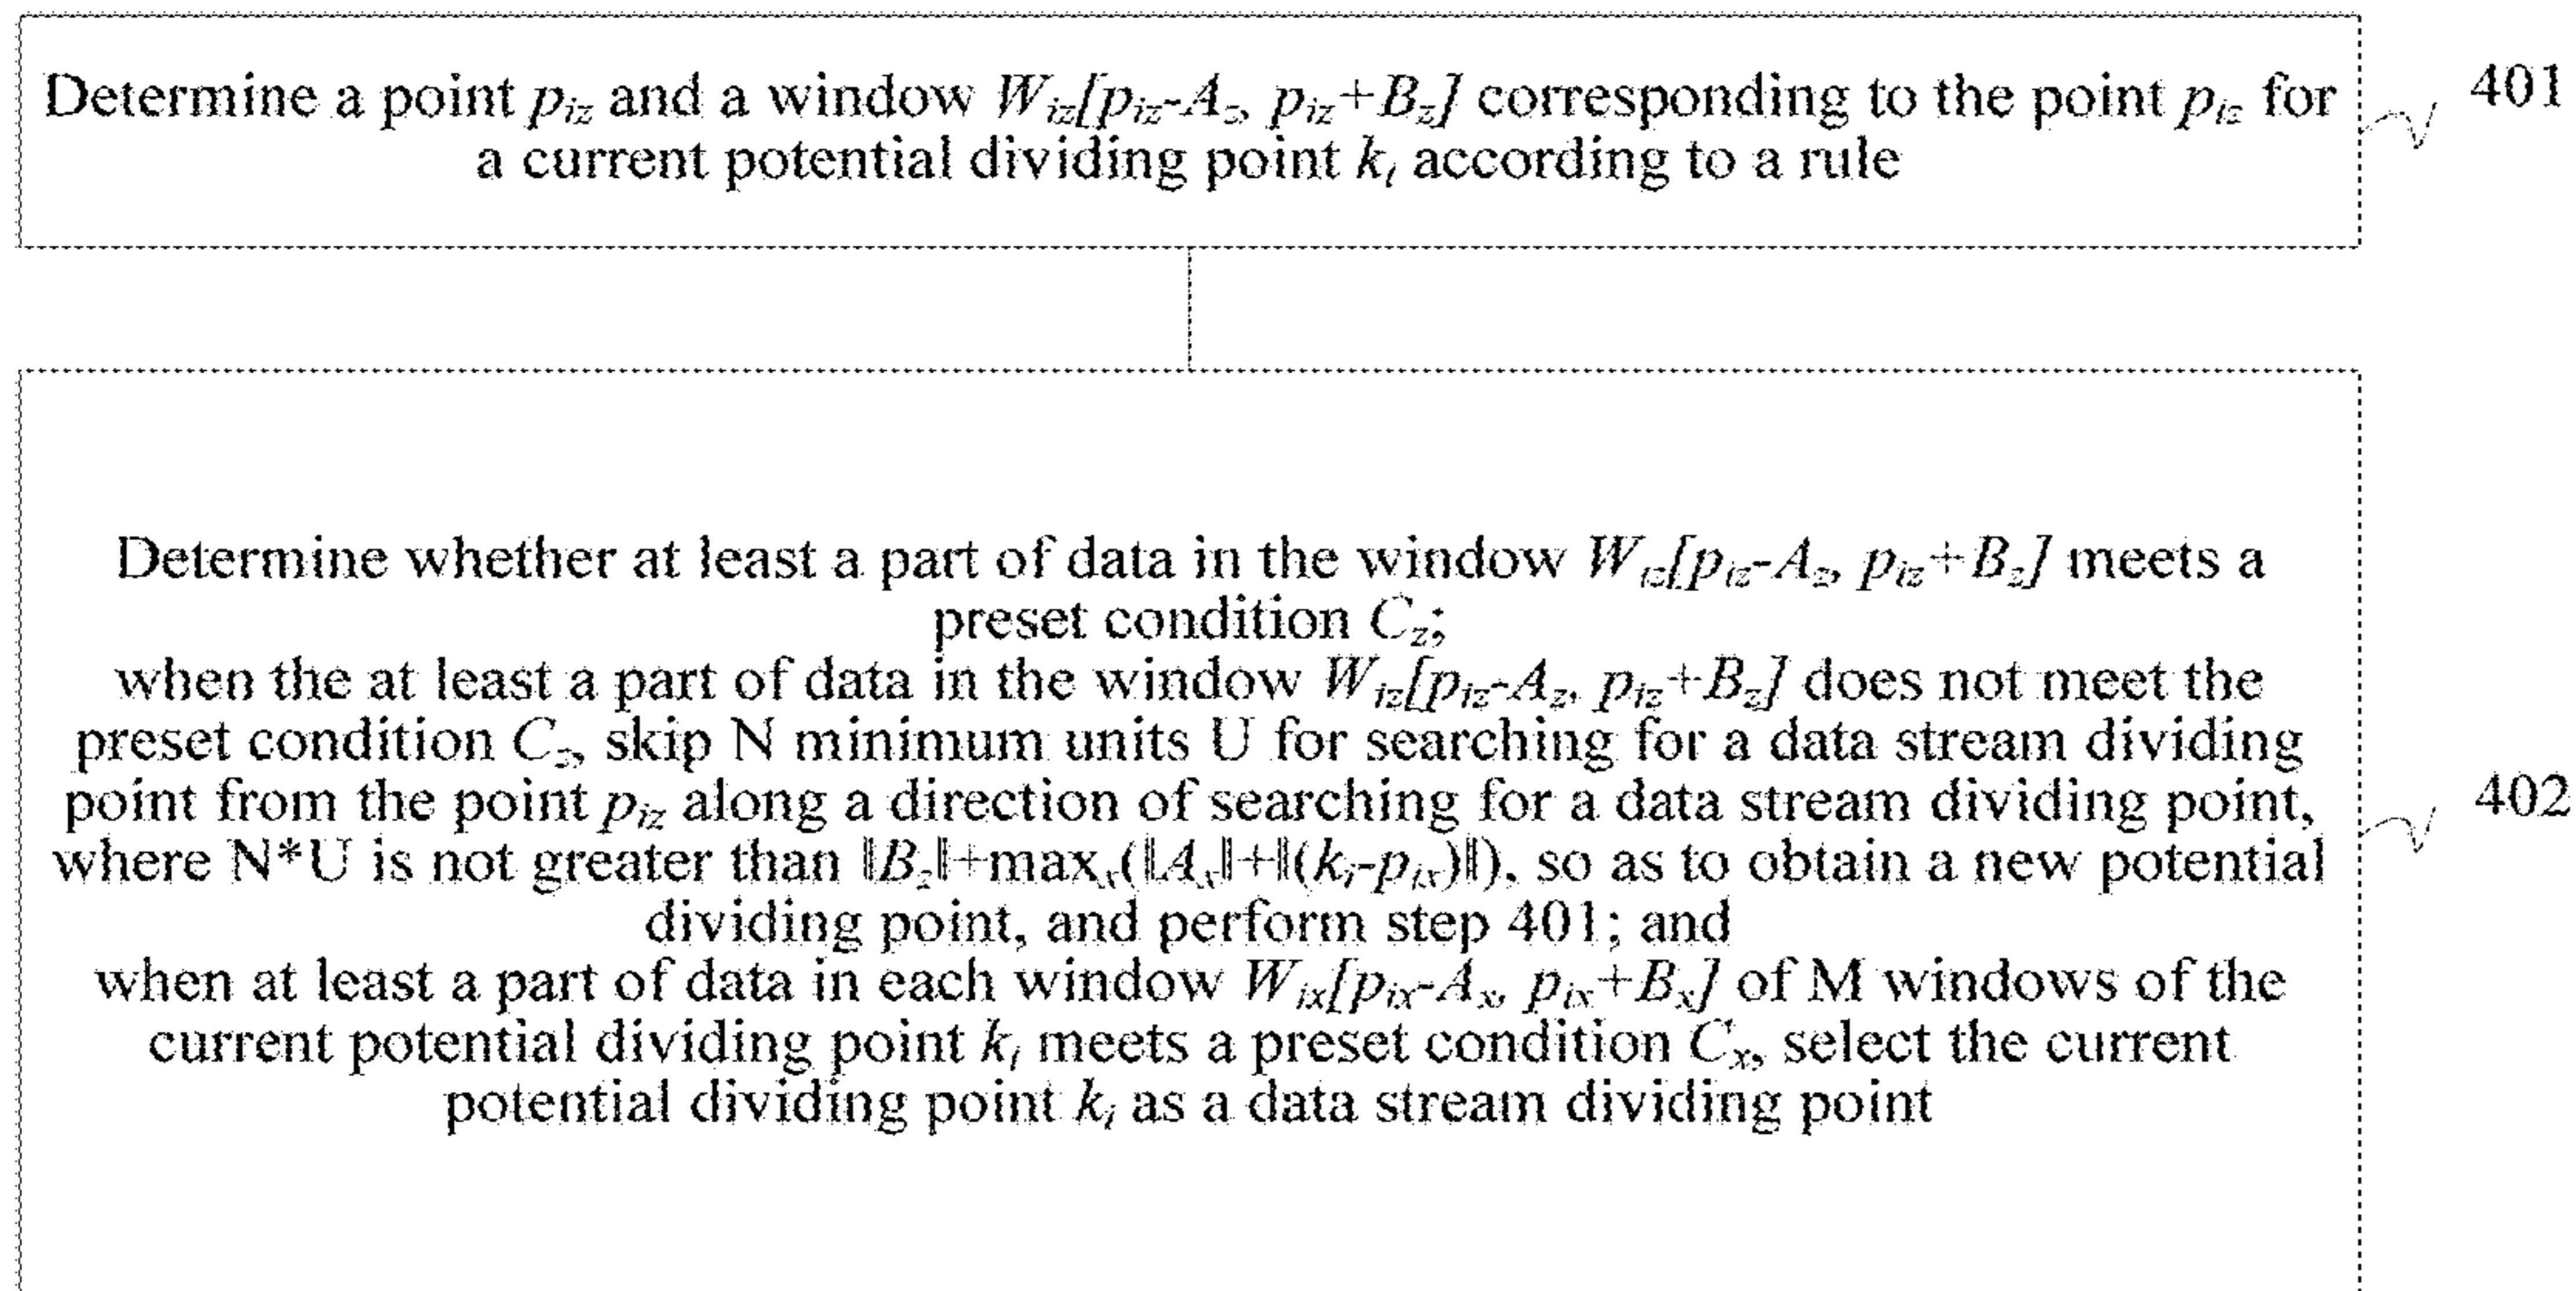 Determine a point p_iz and a window W_iz[p_iz-A_z, p_iz+B_z] corresponding to the point p_iz for
a current potential dividing point k_i according to a rule
401
Determine whether at least a part of data in the window W_iz[p_iz-A_z, p_iz+B_z] meets a
preset condition C_z;
when the at least a part of data in the window W_iz[p_iz-A_z, p_iz+B_z] does not meet the
preset condition C_z, skip N minimum units U for searching for a data stream dividing
point from the point p_iz along a direction of searching for a data stream dividing point,
where N*U is not greater than ‖B_z‖+max_x(‖A_x‖+‖(k_i-p_ix)‖), so as to obtain a new potential
dividing point, and perform step 401; and
when at least a part of data in each window W_ix[p_ix-A_x, p_ix+B_x] of M windows of the
current potential dividing point k_i meets a preset condition C_x, select the current
potential dividing point k_i as a data stream dividing point
402